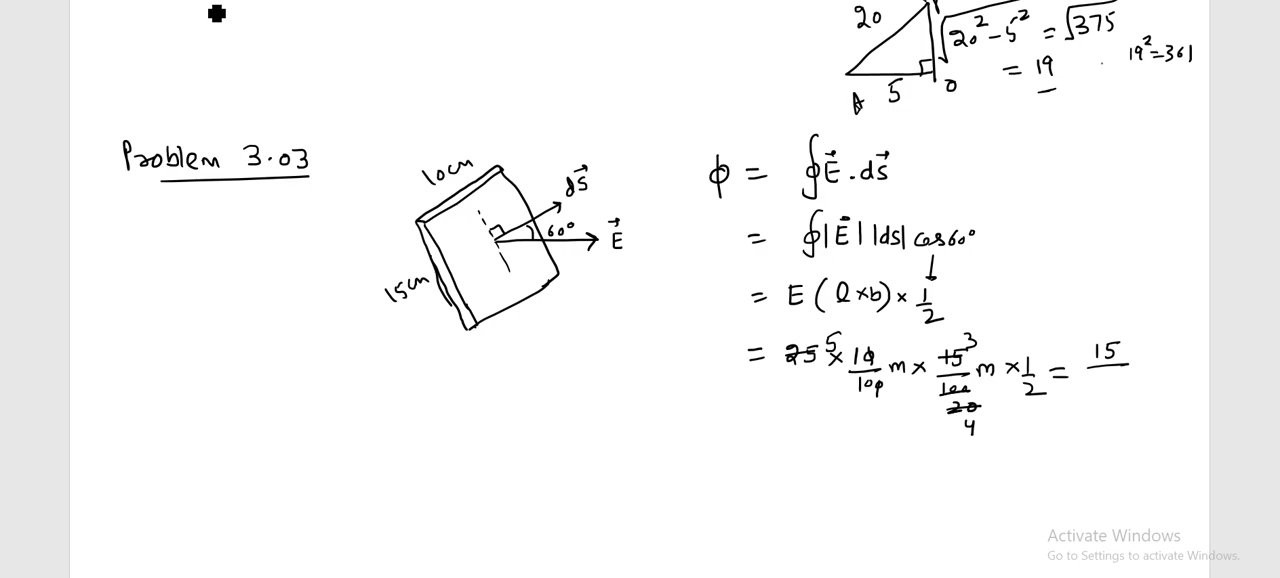 20
√20² – 5² = √375
19² = 361
= 19
A 5 0
Problem 3.03
10cm
15cm
ds⃗
60°
E⃗
ϕ = ∮E⃗ . ds⃗
= ∮|E⃗| |ds| cos60°
↓
= E (l×b) × 1/2
= 25 5 × 10/100 m × 15 3/100 20 4 m × 1/2 = 15
Activate Windows
Go to Settings to activate Windows.